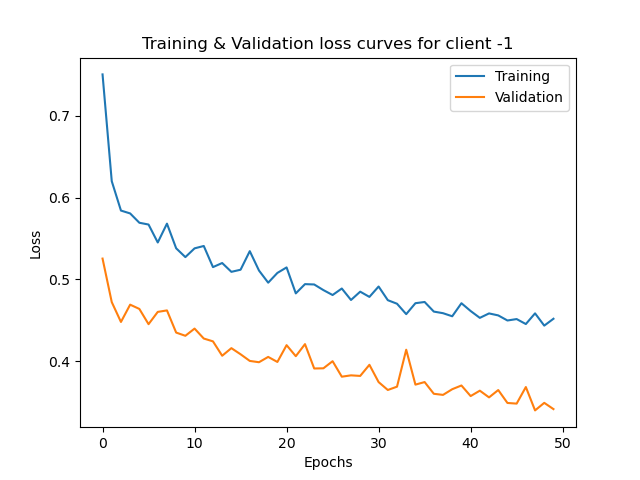 Training & Validation loss curves for client -1
Training
Validation
Loss
0.7
0.6
0.5
0.4
0
10
20
30
40
50
Epochs